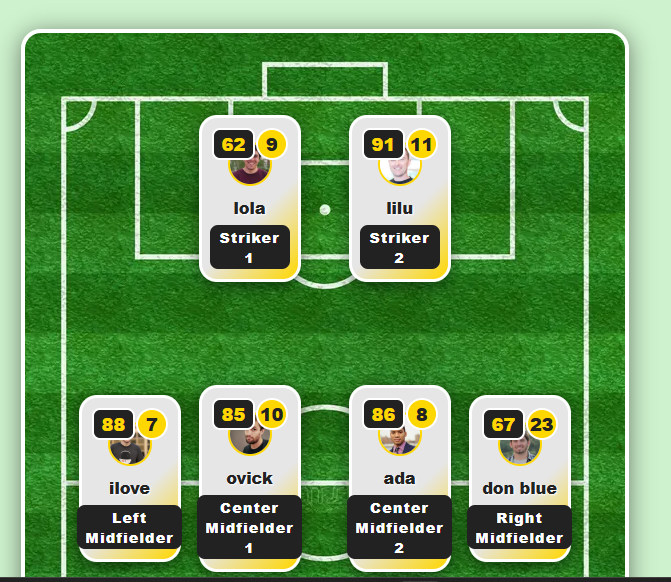 62 9
91 11
lola
lilu
Striker
1
Striker
2
88 7
85 10
86 8
67 23
ilove
ovick
ada
don blue
Left
Midfielder
Center
Midfielder
1
Center
Midfielder
2
Right
Midfielder